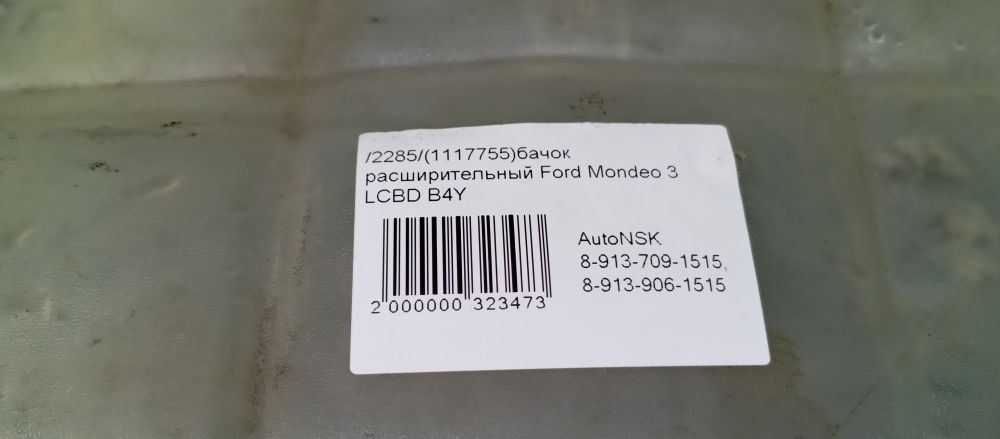 /2285/(1117755)бачок
расширительный Ford Mondeo 3
LCBD B4Y
AutoNSK
8-913-709-1515,
8-913-906-1515
2 000000 323473